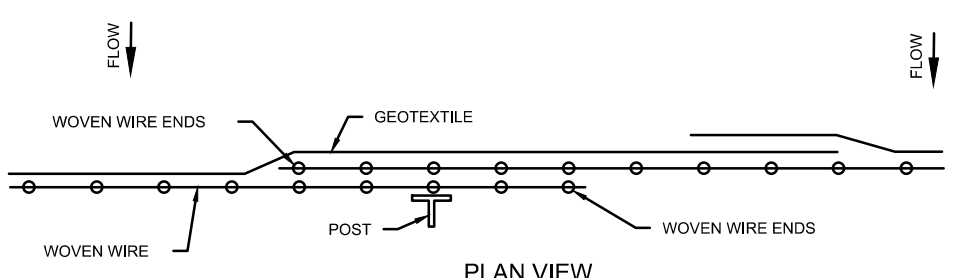 FLOW
FLOW
WOVEN WIRE ENDS
GEOTEXTILE
POST
WOVEN WIRE ENDS
WOVEN WIRE
PLAN VIEW